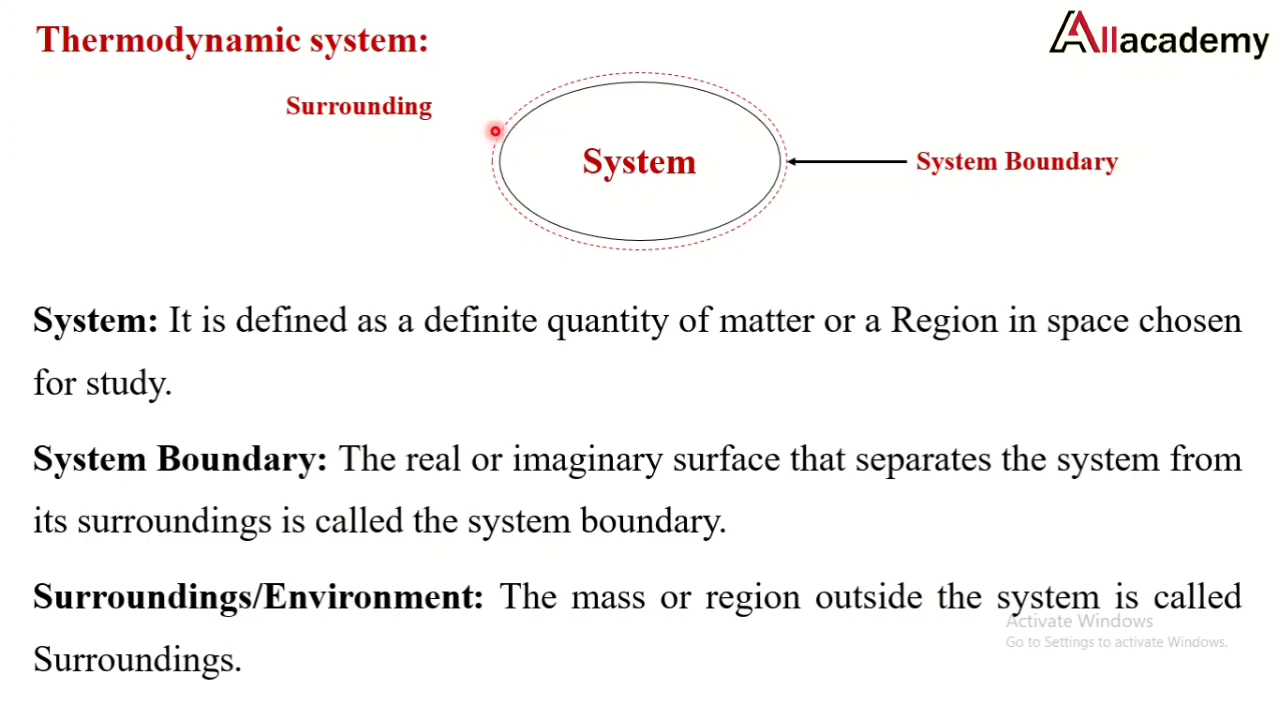 Thermodynamic system:
Allacademy
Surrounding
System
System Boundary
System: It is defined as a definite quantity of matter or a Region in space chosen
for study.
System Boundary: The real or imaginary surface that separates the system from
its surroundings is called the system boundary.
Surroundings/Environment: The mass or region outside the system is called
Surroundings.
Activate Windows
Go to Settings to activate Windows.